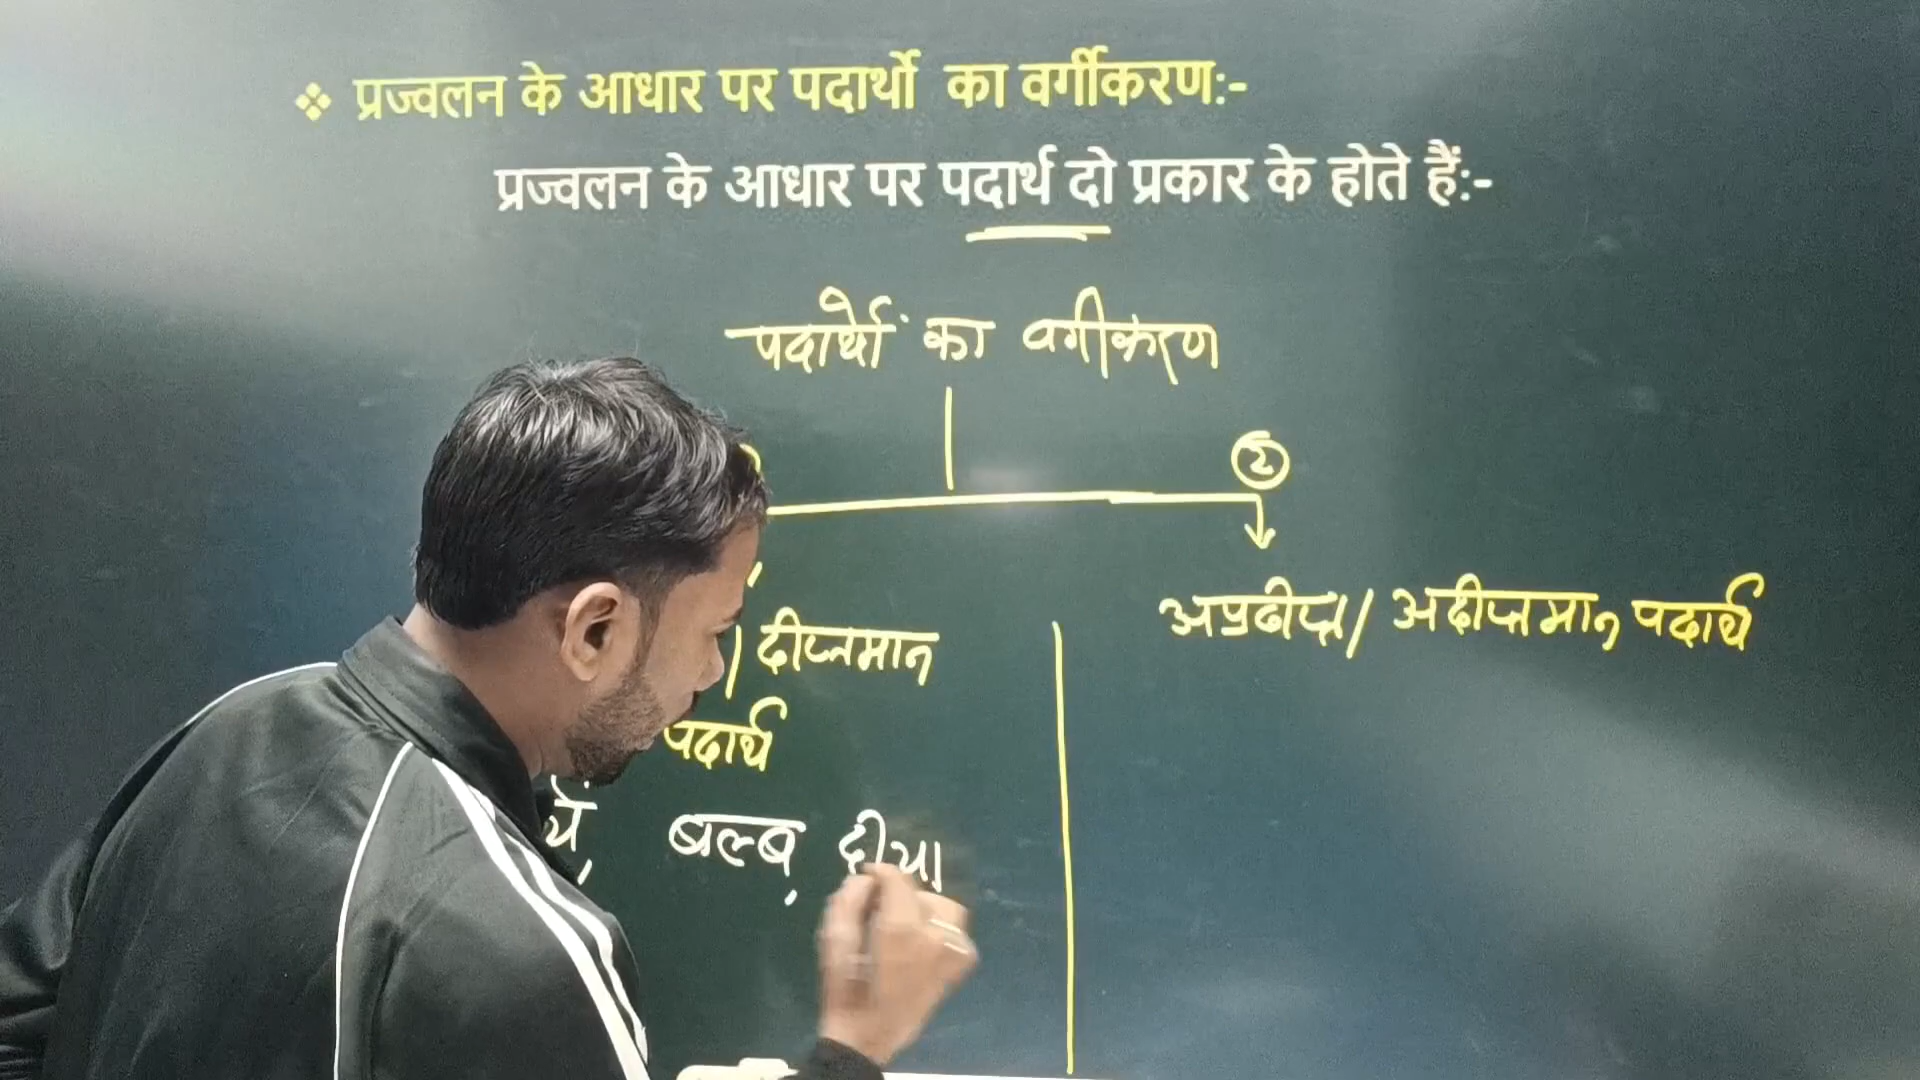 ❖ प्रज्वलन के आधार पर पदार्थो का वर्गीकरण:-
प्रज्वलन के आधार पर पदार्थ दो प्रकार के होते हैं:-
पदार्थों का वर्गीकरण
2
अप्रदीप्त / अदीप्तमान पदार्थ
/ दीप्तमान
पदार्थ
बल्ब, दीया